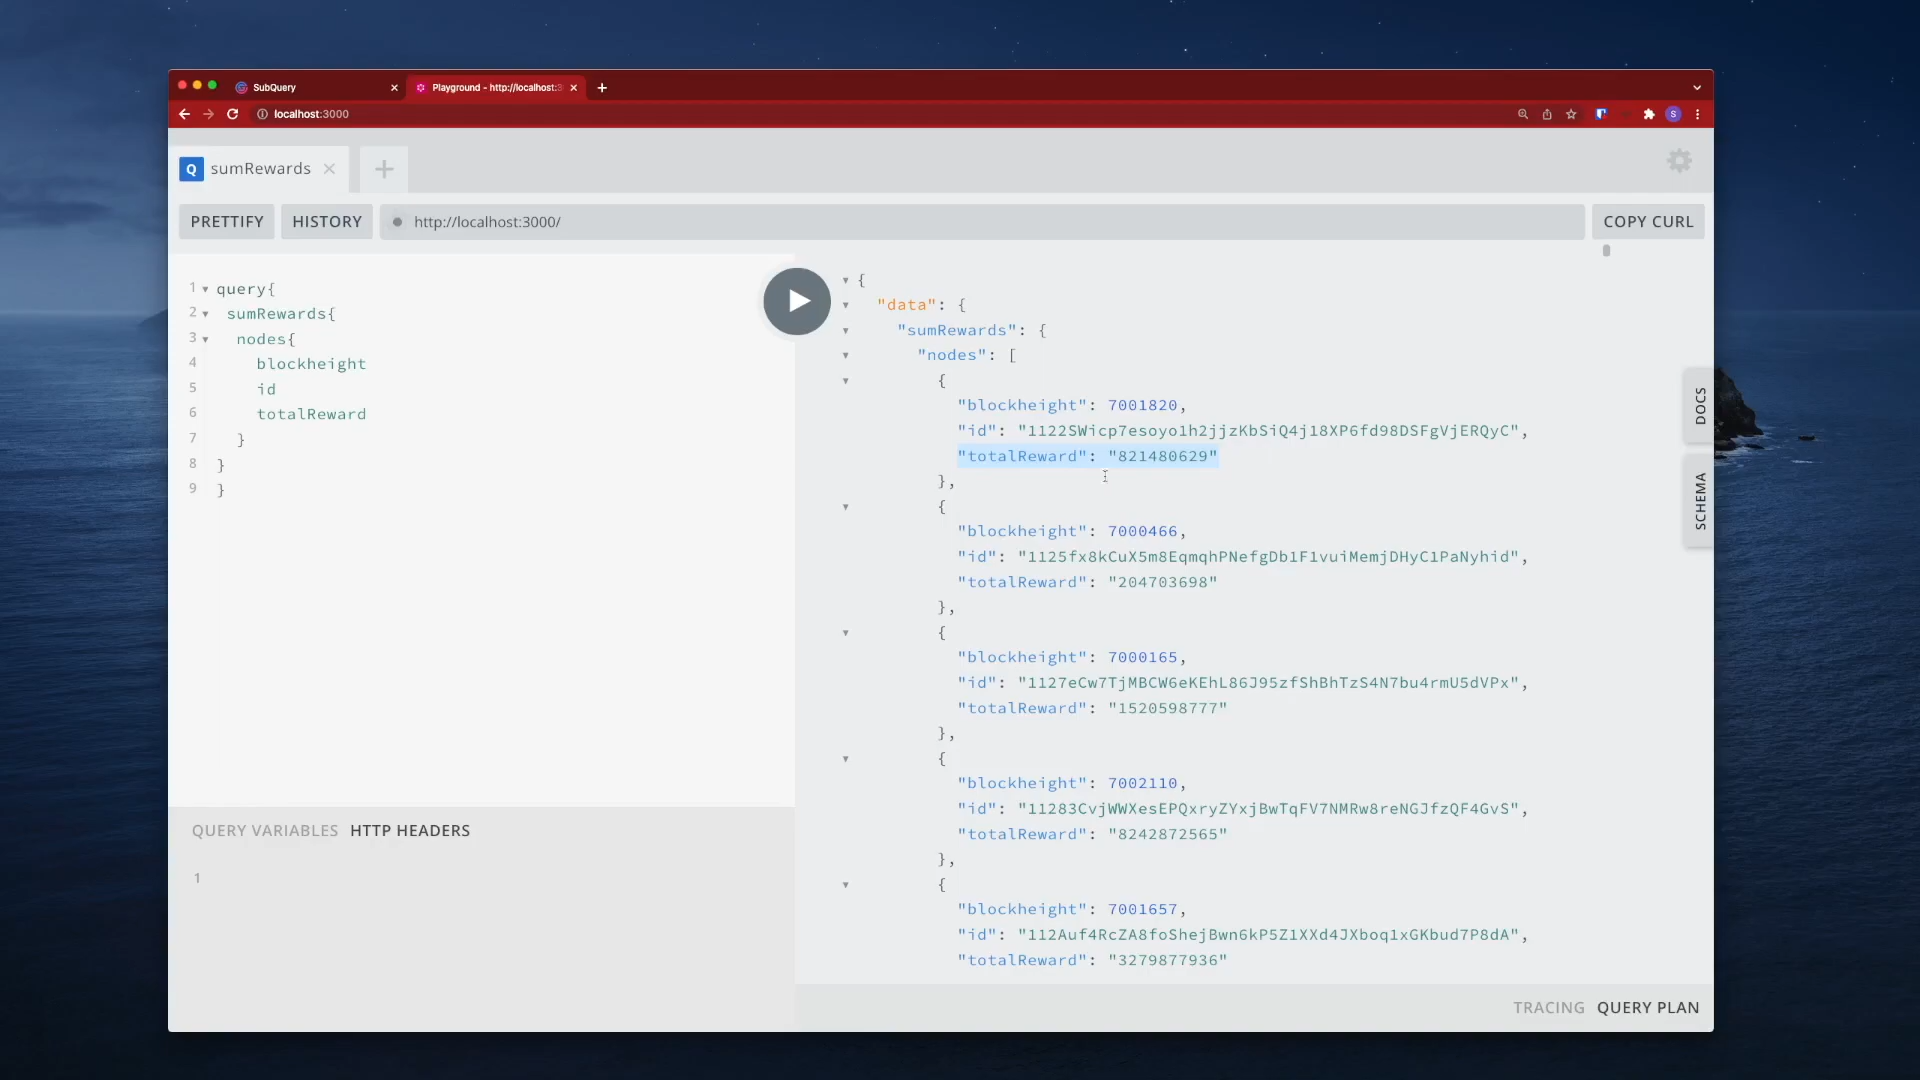 SubQuery
Playground - http://localhost:3
localhost:3000
S
Q sumRewards
PRETTIFY
HISTORY
http://localhost:3000/
COPY CURL
1 query{
2 sumRewards{
3 nodes{
4 blockheight
5 id
6 totalReward
7 }
8 }
9 }
{
"data": {
"sumRewards": {
"nodes": [
{
"blockheight": 7001820,
"id": "1122SWicp7esoyo1h2jjzKbSiQ4j18XP6fd98DSFgVjERQyC",
"totalReward": "821480629"
},
{
"blockheight": 7000466,
"id": "1125fx8kCuX5m8EqmqhPNefgDb1F1vuiMemjDHyC1PaNyhid",
"totalReward": "204703698"
},
{
"blockheight": 7000165,
"id": "1127eCw7TjMBCW6eKEhL86J95zfShBhTzS4N7bu4rmU5dVPx",
"totalReward": "1520598777"
},
{
"blockheight": 7002110,
"id": "11283CvjWWXesEPQxryZYxjBwTqFV7NMRw8reNGJfzQF4GvS",
"totalReward": "8242872565"
},
{
"blockheight": 7001657,
"id": "112Auf4RcZA8foShejBwn6kP5Z1XXd4JXboq1xGKbud7P8dA",
"totalReward": "3279877936"
DOCS
SCHEMA
QUERY VARIABLES HTTP HEADERS
1
TRACING QUERY PLAN